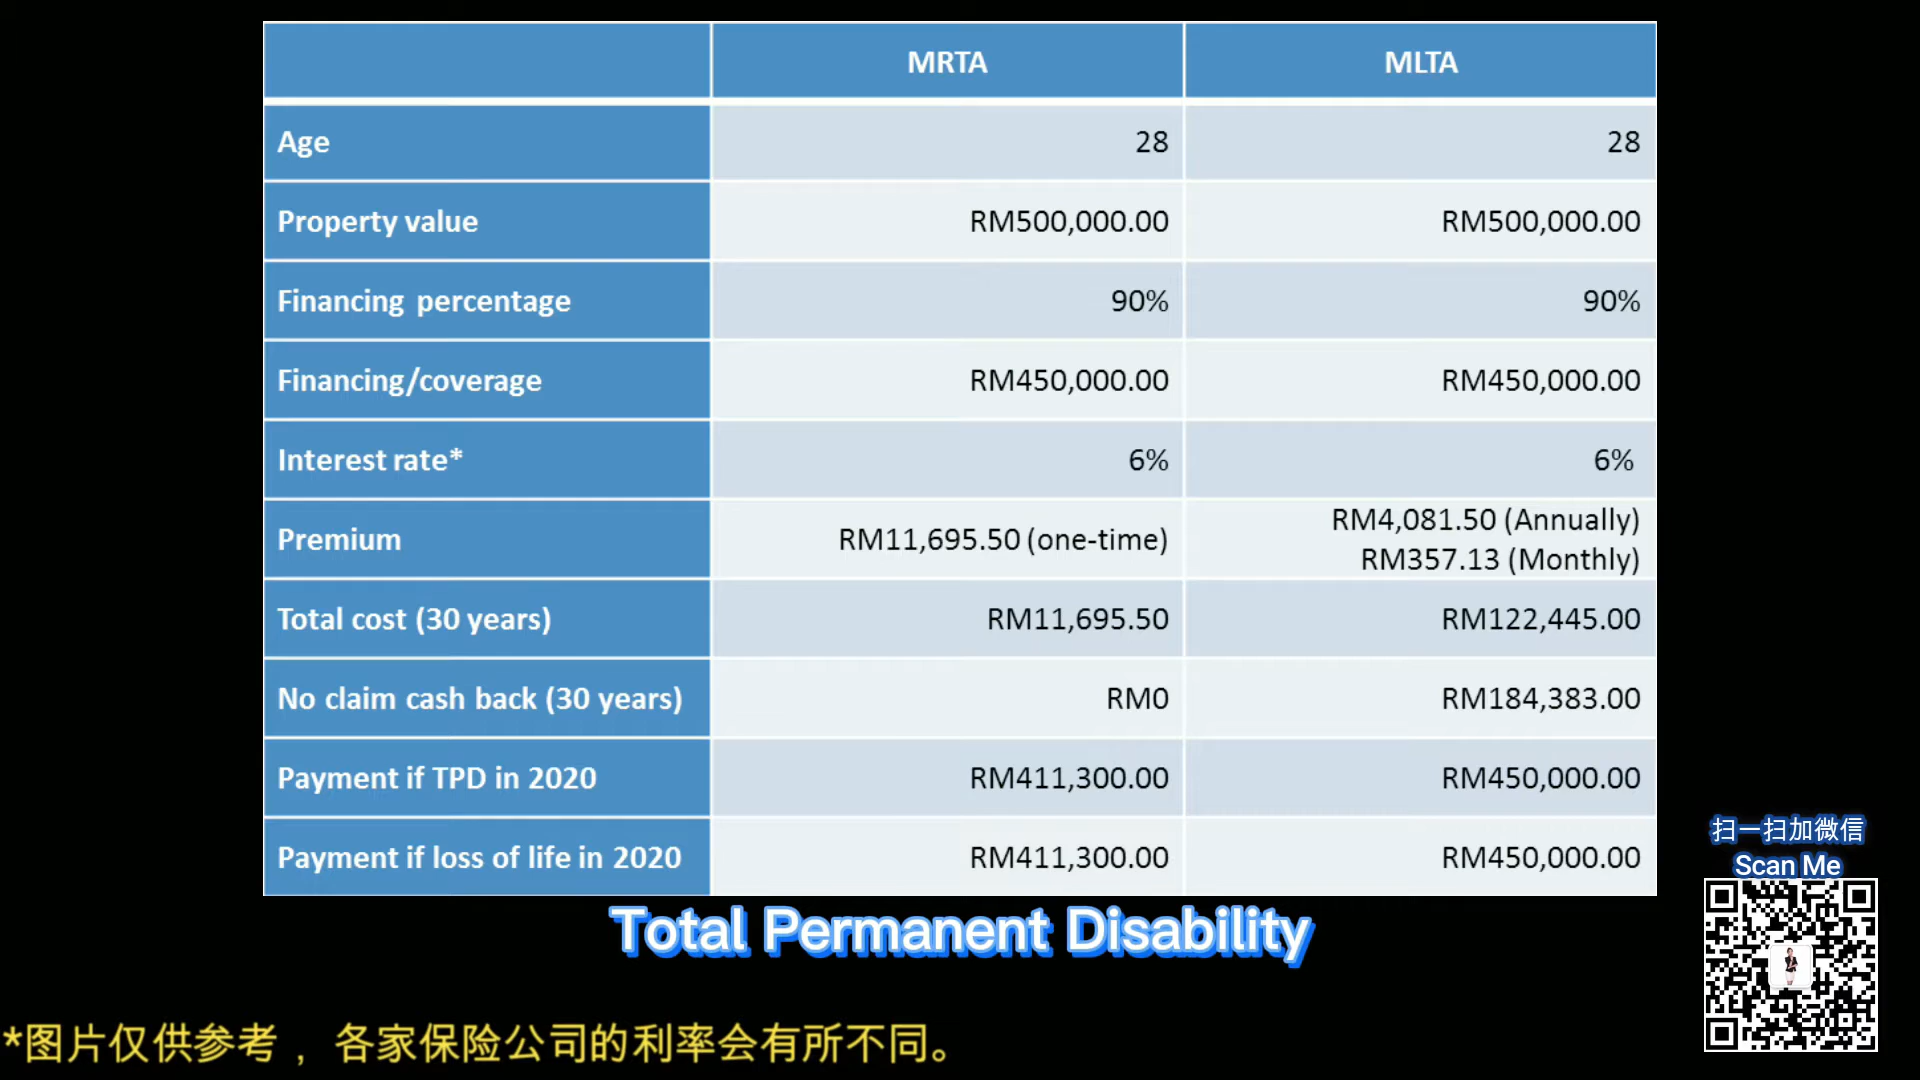 MRTA MLTA
Age 28 28
Property value RM500,000.00 RM500,000.00
Financing percentage 90% 90%
Financing/coverage RM450,000.00 RM450,000.00
Interest rate* 6% 6%
Premium RM11,695.50 (one-time) RM4,081.50 (Annually)
RM357.13 (Monthly)
Total cost (30 years) RM11,695.50 RM122,445.00
No claim cash back (30 years) RM0 RM184,383.00
Payment if TPD in 2020 RM411,300.00 RM450,000.00
Payment if loss of life in 2020 RM411,300.00 RM450,000.00
扫一扫加微信
Scan Me
Total Permanent Disability
*图片仅供参考，各家保险公司的利率会有所不同。